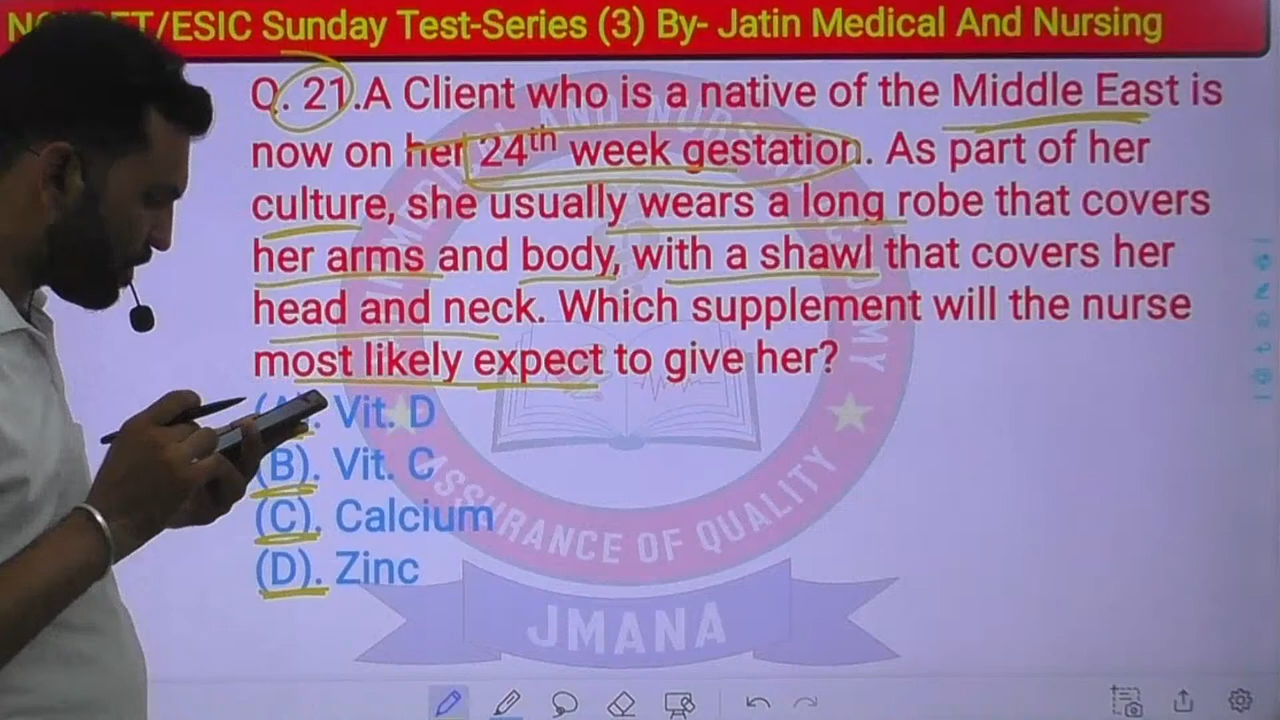 /ESIC Sunday Test-Series (3) By- Jatin Medical And Nursing
Q. 21.A Client who is a native of the Middle East is
now on her 24th week gestation. As part of her
culture, she usually wears a long robe that covers
her arms and body, with a shawl that covers her
head and neck. Which supplement will the nurse
most likely expect to give her?
Vit. D
(B). Vit. C
(C). Calcium
(D). Zinc
ASSURANCE OF QUALITY
JMANA